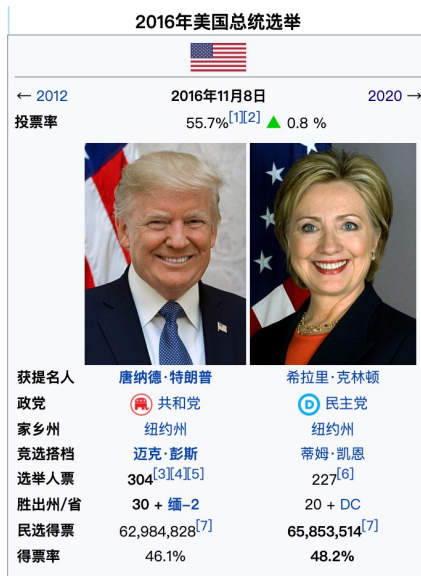 2016年美国总统选举
← 2012 2016年11月8日 2020 →
投票率 55.7%[1][2] ▲ 0.8 %
获提名人 唐纳德·特朗普 希拉里·克林顿
政党 共和党 D 民主党
家乡州 纽约州 纽约州
竞选搭档 迈克·彭斯 蒂姆·凯恩
选举人票 304[3][4][5] 227[6]
胜出州/省 30 + 缅-2 20 + DC
民选得票 62,984,828[7] 65,853,514[7]
得票率 46.1% 48.2%